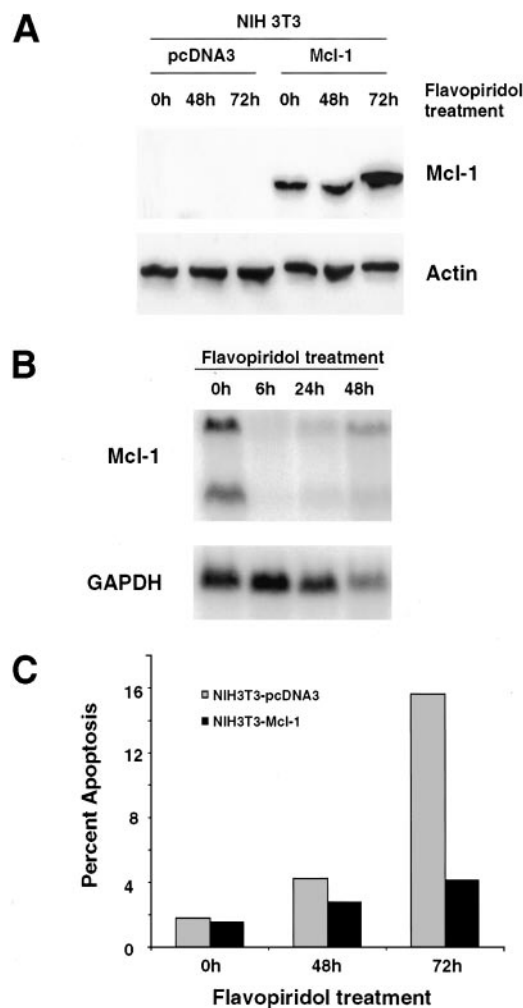 A
NIH 3T3
pcDNA3 Mcl-1
0h 48h 72h 0h 48h 72h
Flavopiridol
treatment
Mcl-1
Actin
B
Flavopiridol treatment
0h 6h 24h 48h
Mcl-1
GAPDH
C
Percent Apoptosis
16
12
8
4
0
NIH3T3-pcDNA3
NIH3T3-Mcl-1
0h 48h 72h
Flavopiridol treatment